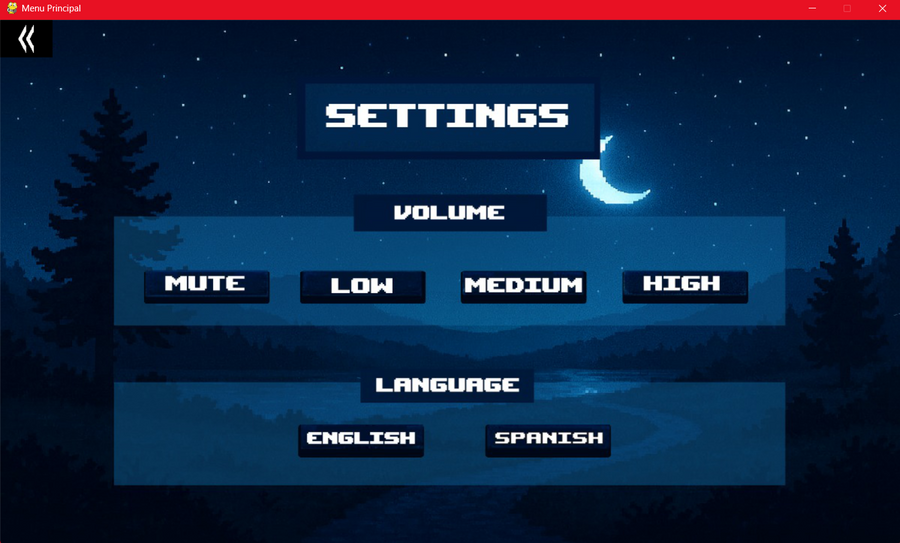 Menu Principal
SETTINGS
VOLUME
MUTE LOW MEDIUM HIGH
LANGUAGE
ENGLISH SPANISH